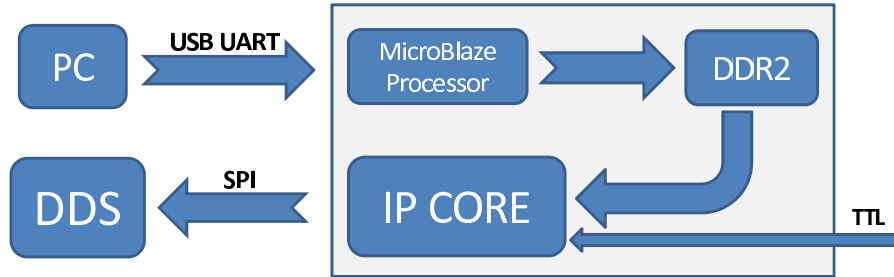 PC
USB UART
MicroBlaze
Processor
DDR2
DDS
SPI
IP CORE
TTL